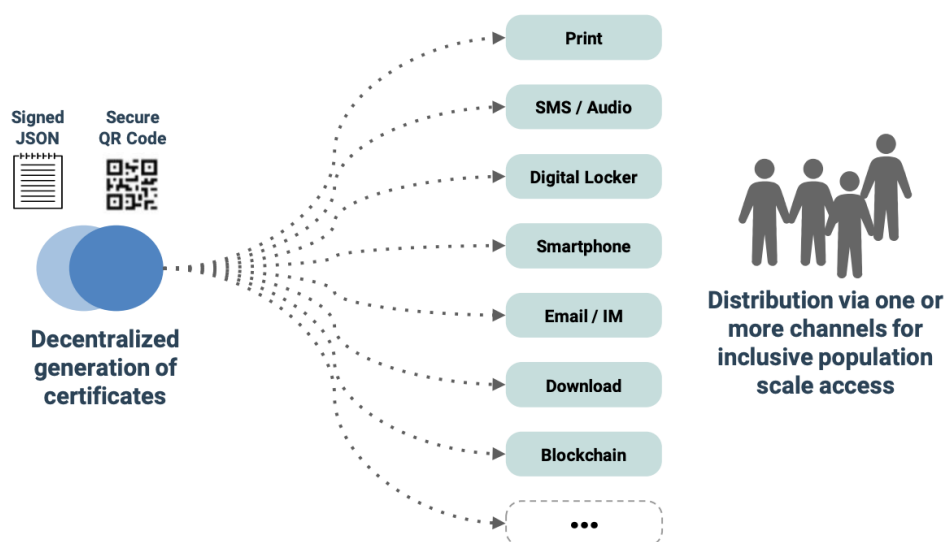 Signed
JSON
Secure
QR Code
Decentralized
generation of
certificates
Print
SMS / Audio
Digital Locker
Smartphone
Email / IM
Download
Blockchain
•••
Distribution via one or
more channels for
inclusive population
scale access